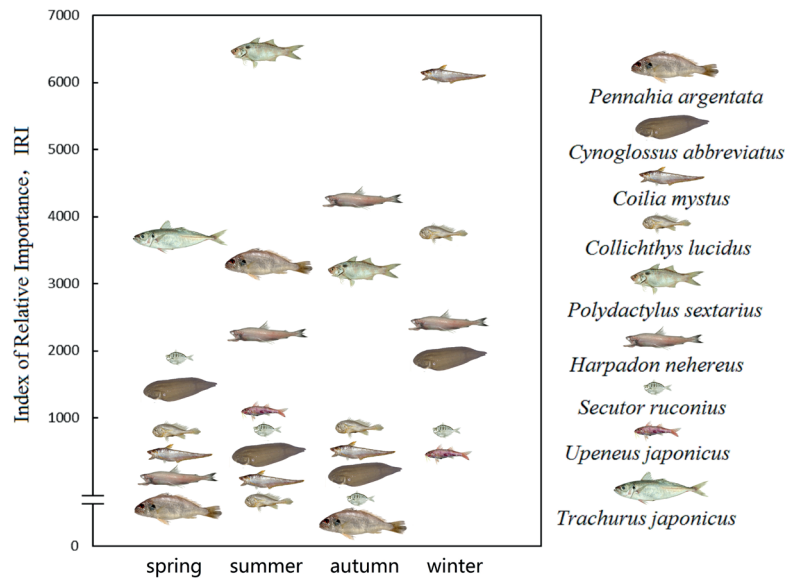 7000
6000
5000
4000
3000
2000
1000
0
Index of Relative Importance, IRI
spring summer autumn winter
Pennahia argentata
Cynoglossus abbreviatus
Coilia mystus
Collichthys lucidus
Polydactylus sextarius
Harpadon nehereus
Secutor ruconius
Upeneus japonicus
Trachurus japonicus